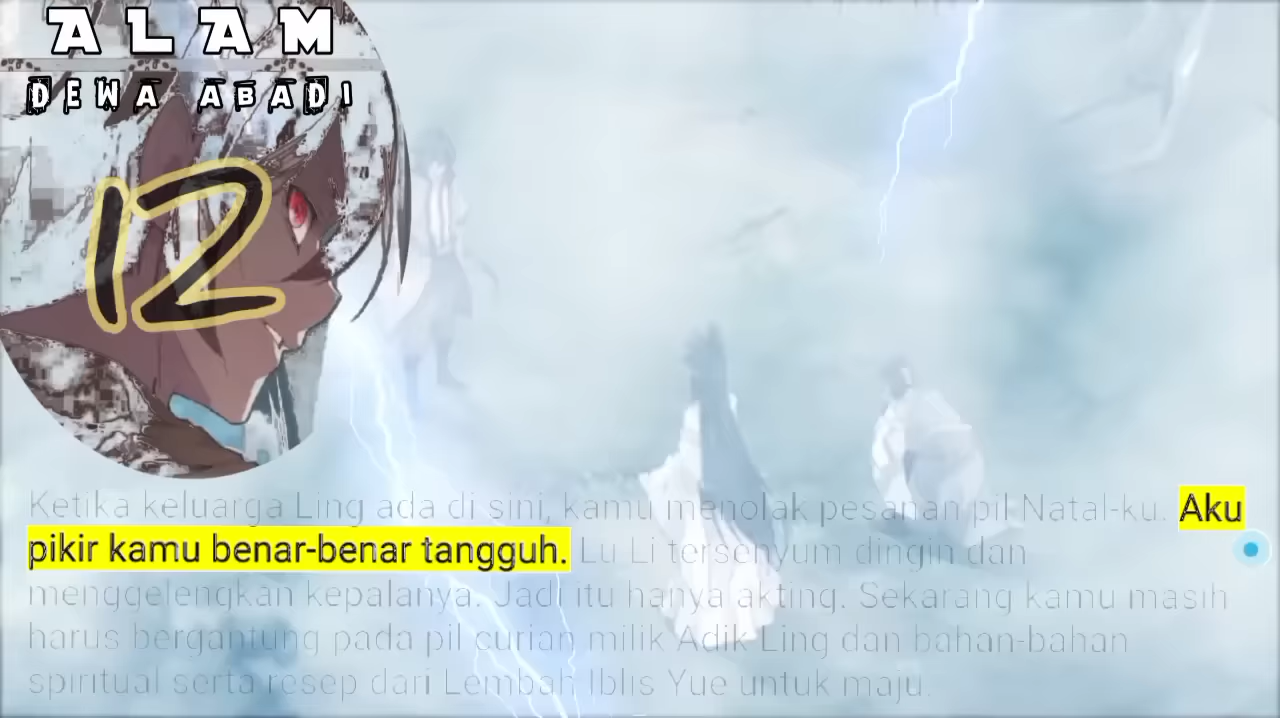 ALAM
DEWA ABADI
12
Ketika keluarga Ling ada di sini, kamu menolak pesanan pil Natal-ku. Aku
pikir kamu benar-benar tangguh. Lu Li tersenyum dingin dan
menggelengkan kepalanya. Jadi itu hanya akting. Sekarang kamu masih
harus bergantung pada pil curian milik Adik Ling dan bahan-bahan
spiritual serta resep dari Lembah Iblis Yue untuk maju.